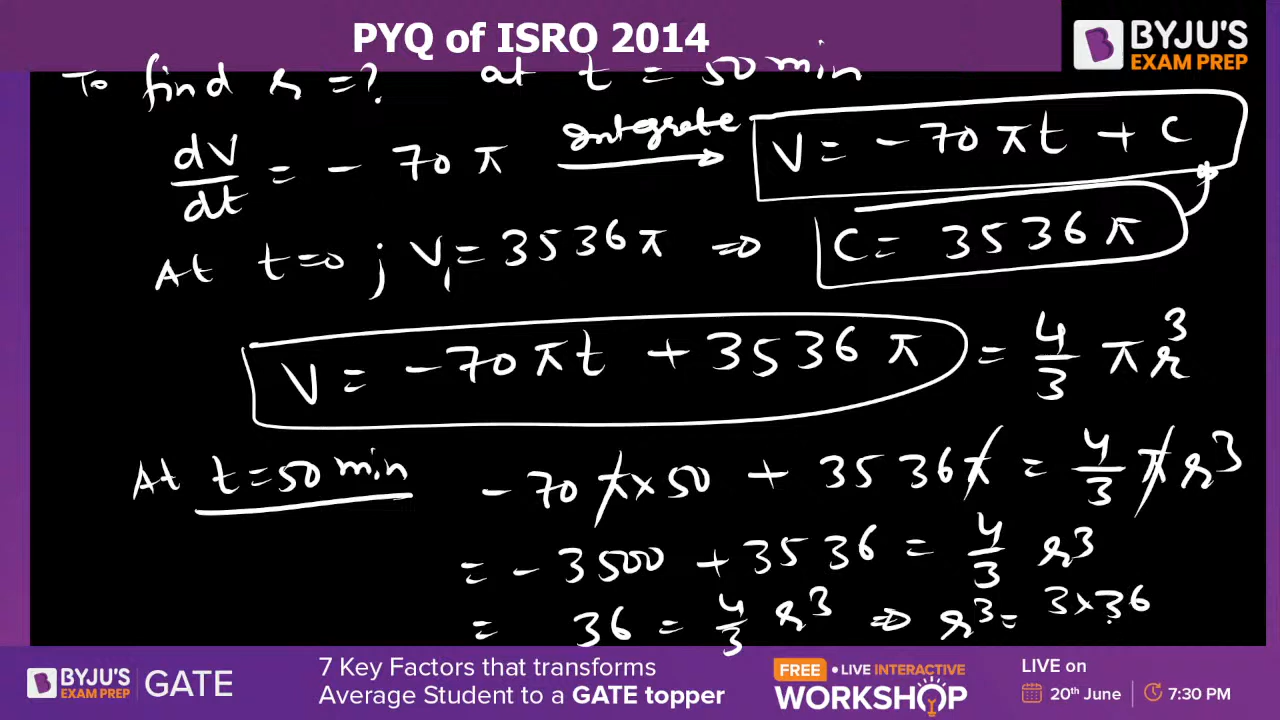 PYQ of ISRO 2014
BYJU'S
EXAM PREP
To find r = ? at t = 50 min
dV/dt = - 70 π Integrate → V = - 70 π t + C
At t=0 ; V₁ = 3536 π ⇒ C = 3536 π
V = - 70 π t + 3536 π = 4/3 π r³
At t = 50 min - 70 π × 50 + 3536 π = 4/3 π r³
= - 3500 + 3536 = 4/3 r³
= 36 = 4/3 r³ ⇒ r³ = 3 × 36
BYJU'S
EXAM PREP
GATE
7 Key Factors that transforms
Average Student to a GATE topper
FREE • LIVE INTERACTIVE
WORKSHOP
LIVE on
20th June 7:30 PM